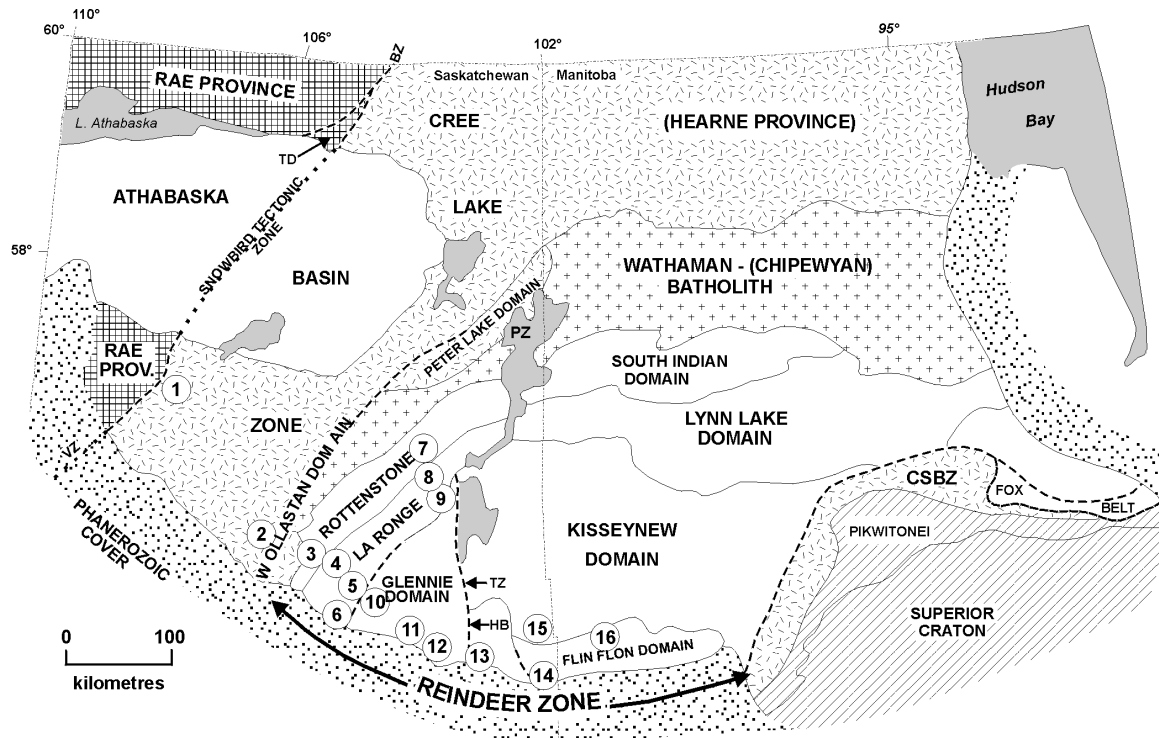 110°
60°
106°
102°
95°
BZ
RAE PROVINCE
Saskatchewan
Manitoba
Hudson
Bay
L. Athabaska
CREE
(HEARNE PROVINCE)
TD
ATHABASKA
SNOWBIRD TECTONIC
ZONE
LAKE
58°
BASIN
WATHAMAN - (CHIPEWYAN)
BATHOLITH
PETER LAKE DOMAIN
PZ
RAE
PROV.
1
SOUTH INDIAN
DOMAIN
LYNN LAKE
DOMAIN
ZONE
VZ
W OLLASTAN DOM AIN
7
ROTTENSTONE
8
9
CSBZ
FOX
BELT
PHANEROZOIC
COVER
2
3
4
LA RONGE
KISSEYNEW
DOMAIN
PIKWITONEI
5
GLENNIE
DOMAIN
TZ
6
10
HB
SUPERIOR
CRATON
11
12
13
15
16
FLIN FLON DOMAIN
14
0
100
kilometres
REINDEER ZONE